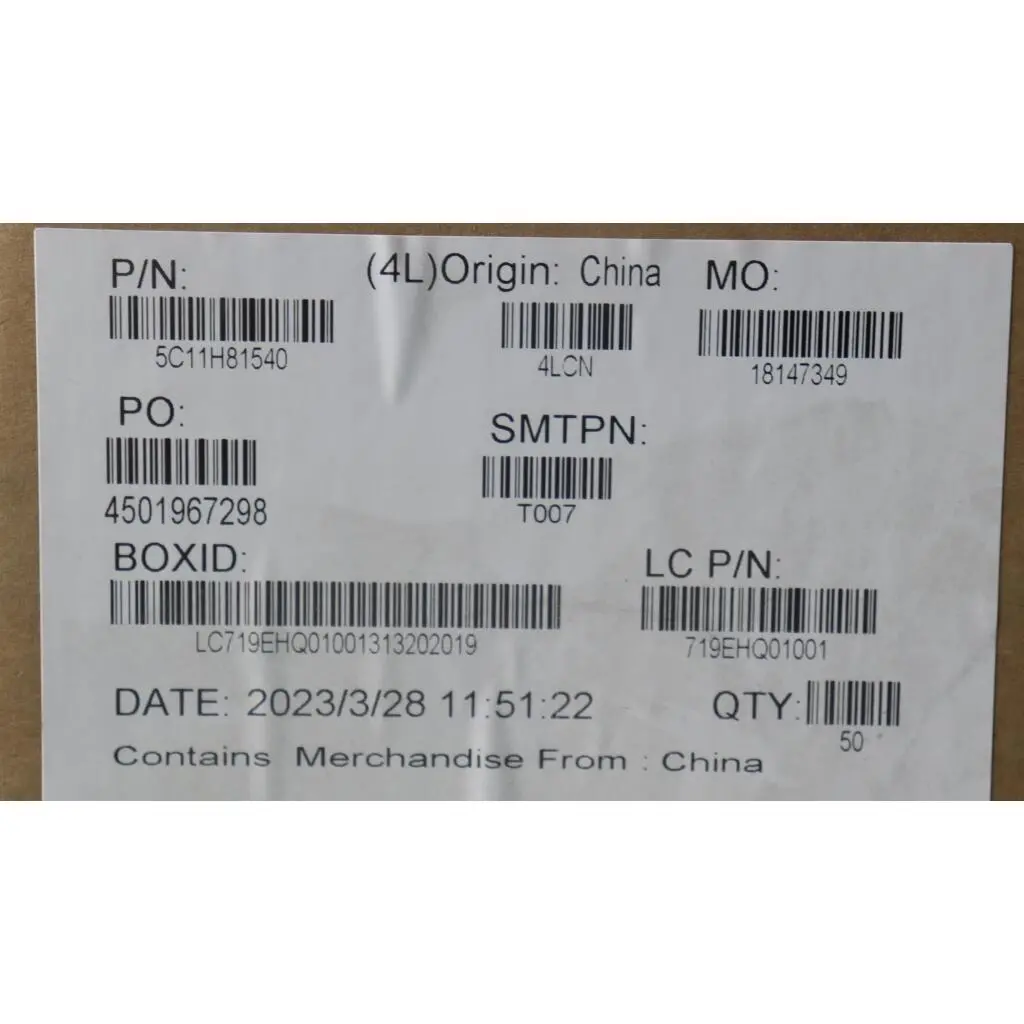 P/N: (4L)Origin: China MO:
5C11H81540 4LCN 18147349
PO: SMTPN:
4501967298 T007
BOXID: LC P/N:
LC719EHQ01001313202019 719EHQ01001
DATE: 2023/3/28 11:51:22 QTY:
50
Contains Merchandise From : China